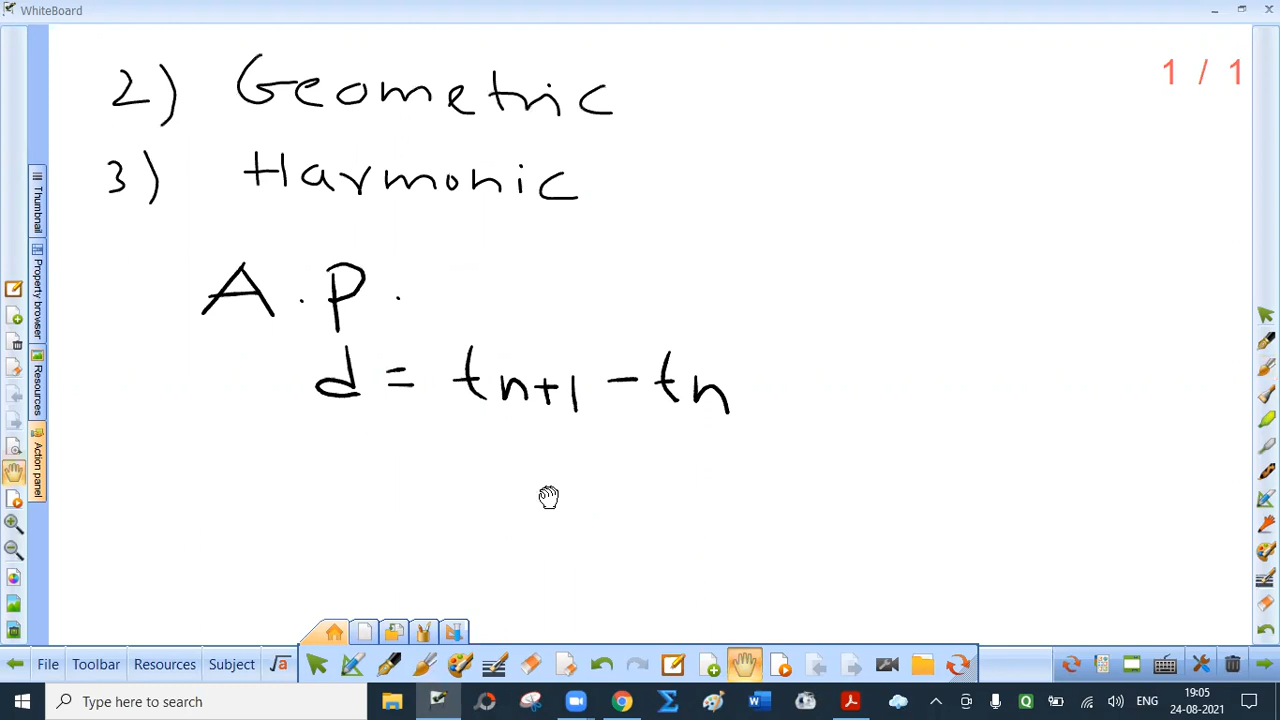 WhiteBoard
1 / 1
2) Geometric
3) Harmonic
A.P.
d = tn+1 - tn
Thumbnail
Property browser
Resources
Action panel
File Toolbar Resources Subject √a
Type here to search
ENG
19:05
24-08-2021